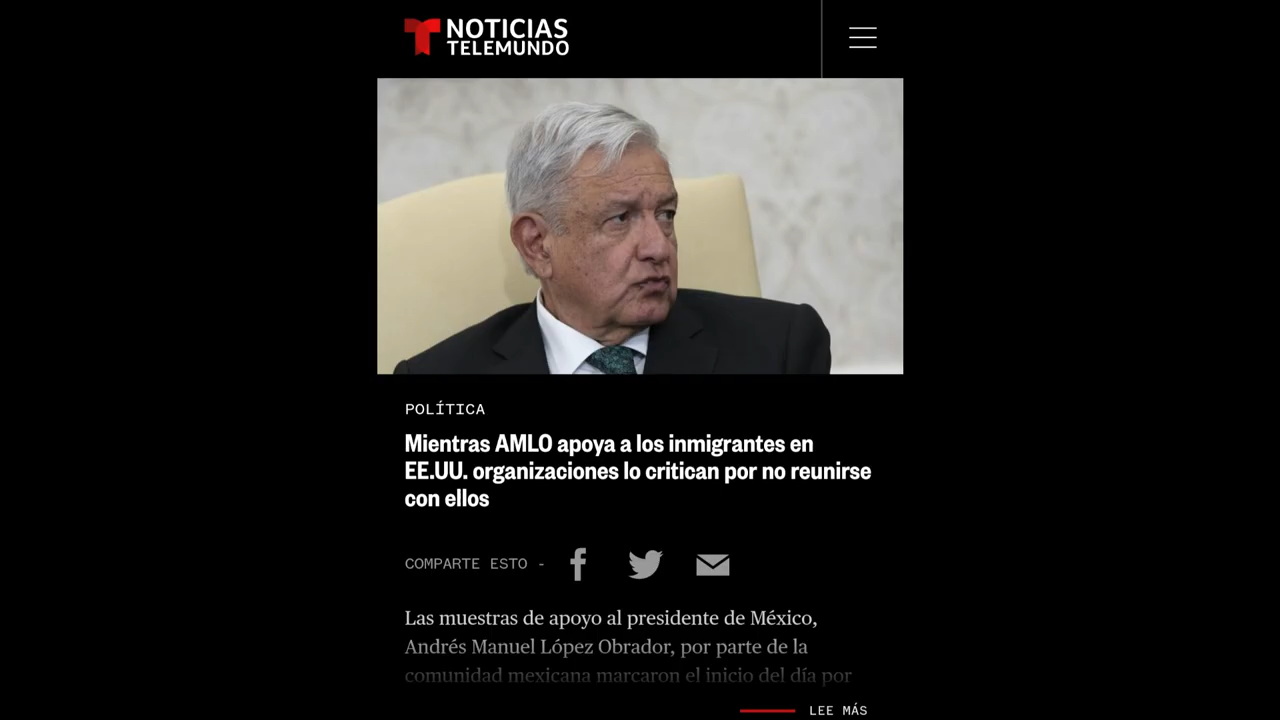 NOTICIAS
TELEMUNDO
POLÍTICA
Mientras AMLO apoya a los inmigrantes en
EE.UU. organizaciones lo critican por no reunirse
con ellos
COMPARTE ESTO -
Las muestras de apoyo al presidente de México,
Andrés Manuel López Obrador, por parte de la
comunidad mexicana marcaron el inicio del día por
LEE MÁS